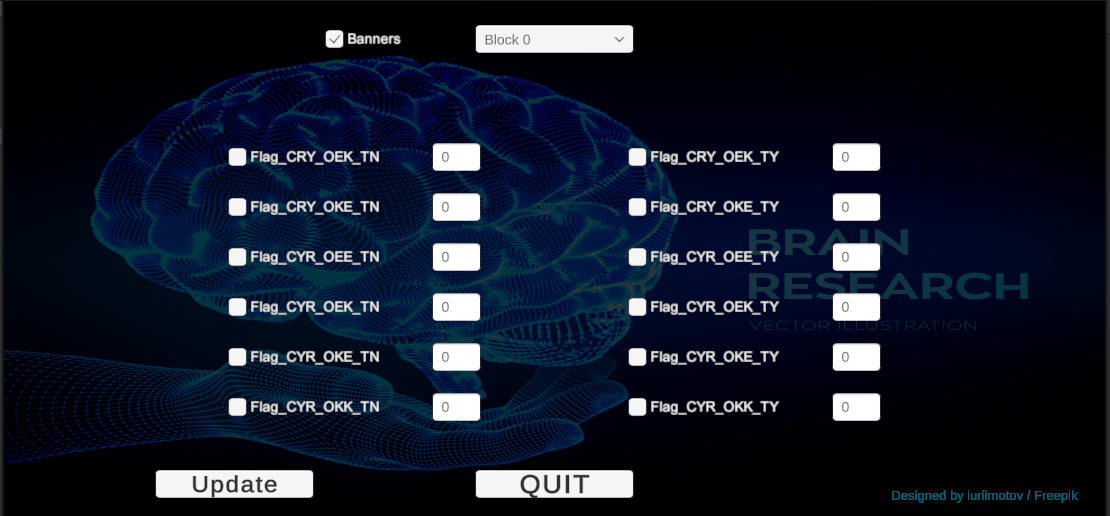 Banners
Block 0
Flag_CRY_OEK_TN 0 Flag_CRY_OEK_TY 0
Flag_CRY_OKE_TN 0 Flag_CRY_OKE_TY 0
BRAIN
Flag_CYR_OEE_TN 0 Flag_CYR_OEE_TY 0
RESEARCH
Flag_CYR_OEK_TN 0 Flag_CYR_OEK_TY 0
VECTOR ILLUSTRATION
Flag_CYR_OKE_TN 0 Flag_CYR_OKE_TY 0
Flag_CYR_OKK_TN 0 Flag_CYR_OKK_TY 0
Update
QUIT
Designed by iuriimotov / Freepik